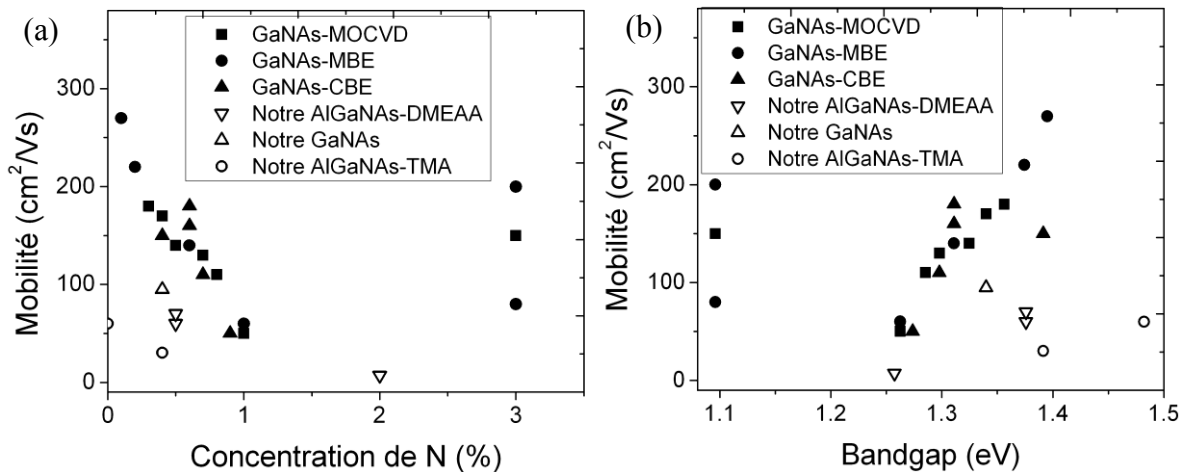 (a)
GaNAs-MOCVD
GaNAs-MBE
GaNAs-CBE
Notre AlGaNAs-DMEAA
Notre GaNAs
Notre AlGaNAs-TMA
Mobilité (cm²/Vs)
300
200
100
0
0 1 2 3
Concentration de N (%)
(b)
GaNAs-MOCVD
GaNAs-MBE
GaNAs-CBE
Notre AlGaNAs-DMEAA
Notre GaNAs
Notre AlGaNAs-TMA
Mobilité (cm²/Vs)
300
200
100
0
1.1 1.2 1.3 1.4 1.5
Bandgap (eV)